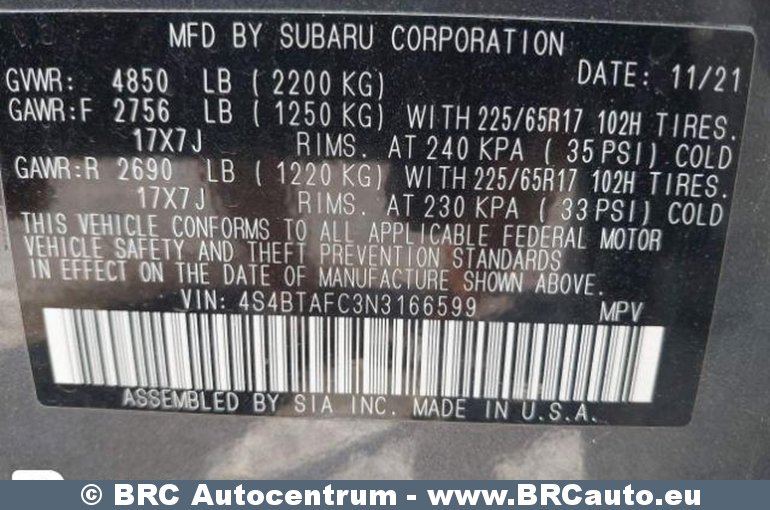 MFD BY SUBARU CORPORATION
GVWR: 4850 LB ( 2200 KG) DATE: 11/21
GAWR:F 2756 LB ( 1250 KG) WITH 225/65R17 102H TIRES.
17X7J RIMS. AT 240 KPA ( 35 PSI) COLD
GAWR:R 2690 LB ( 1220 KG) WITH 225/65R17 102H TIRES.
17X7J RIMS. AT 230 KPA ( 33 PSI) COLD
THIS VEHICLE CONFORMS TO ALL APPLICABLE FEDERAL MOTOR
VEHICLE SAFETY AND THEFT PREVENTION STANDARDS
IN EFFECT ON THE DATE OF MANUFACTURE SHOWN ABOVE.
VIN: 4S4BTAFC3N3166599 MPV
ASSEMBLED BY SIA INC. MADE IN U.S.A.
© BRC Autocentrum - www.BRCauto.eu